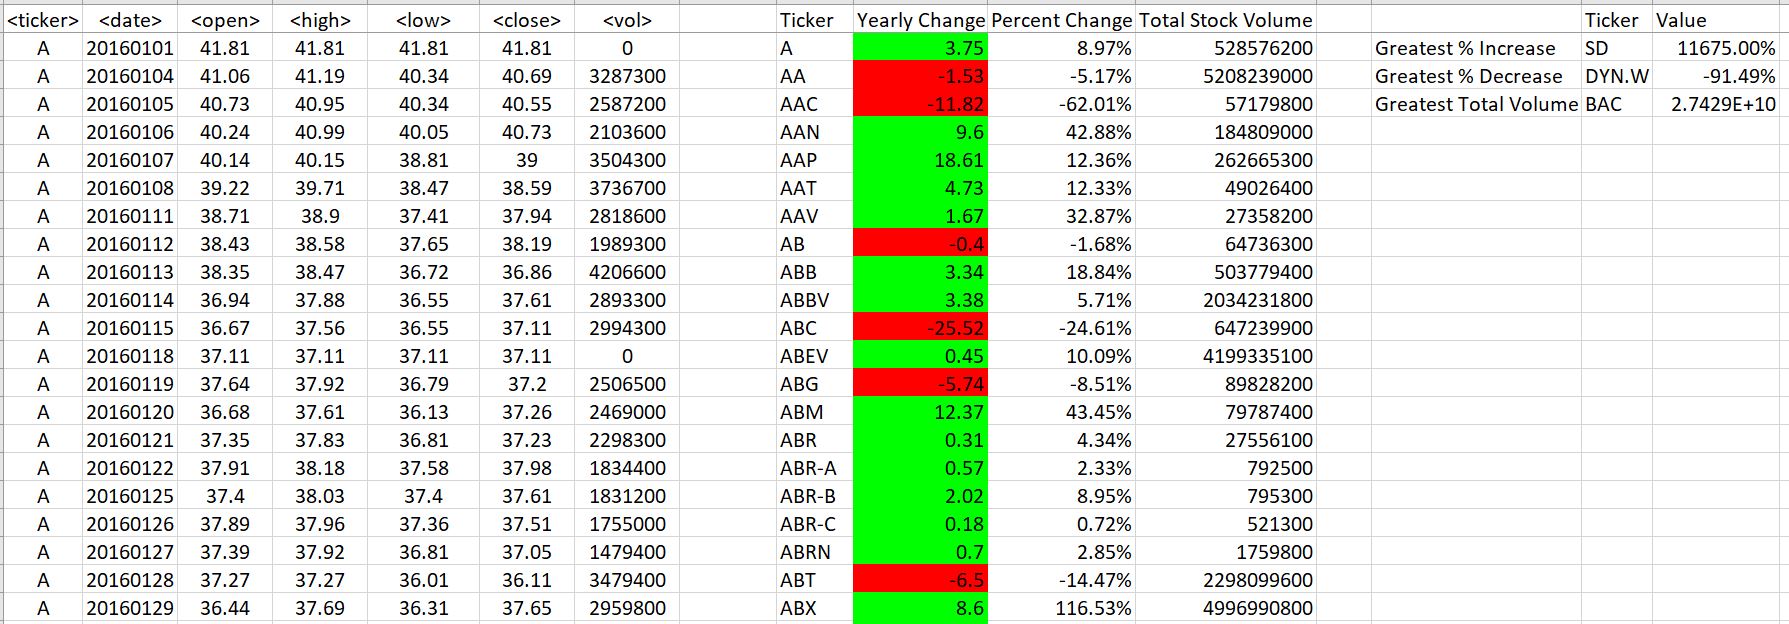 <ticker> <date> <open> <high> <low> <close> <vol> Ticker Yearly Change Percent Change Total Stock Volume Ticker Value
A 20160101 41.81 41.81 41.81 41.81 0 A 3.75 8.97% 528576200 Greatest % Increase SD 11675.00%
A 20160104 41.06 41.19 40.34 40.69 3287300 AA -1.53 -5.17% 5208239000 Greatest % Decrease DYN.W -91.49%
A 20160105 40.73 40.95 40.34 40.55 2587200 AAC -11.82 -62.01% 57179800 Greatest Total Volume BAC 2.7429E+10
A 20160106 40.24 40.99 40.05 40.73 2103600 AAN 9.6 42.88% 184809000
A 20160107 40.14 40.15 38.81 39 3504300 AAP 18.61 12.36% 262665300
A 20160108 39.22 39.71 38.47 38.59 3736700 AAT 4.73 12.33% 49026400
A 20160111 38.71 38.9 37.41 37.94 2818600 AAV 1.67 32.87% 27358200
A 20160112 38.43 38.58 37.65 38.19 1989300 AB -0.4 -1.68% 64736300
A 20160113 38.35 38.47 36.72 36.86 4206600 ABB 3.34 18.84% 503779400
A 20160114 36.94 37.88 36.55 37.61 2893300 ABBV 3.38 5.71% 2034231800
A 20160115 36.67 37.56 36.55 37.11 2994300 ABC -25.52 -24.61% 647239900
A 20160118 37.11 37.11 37.11 37.11 0 ABEV 0.45 10.09% 4199335100
A 20160119 37.64 37.92 36.79 37.2 2506500 ABG -5.74 -8.51% 89828200
A 20160120 36.68 37.61 36.13 37.26 2469000 ABM 12.37 43.45% 79787400
A 20160121 37.35 37.83 36.81 37.23 2298300 ABR 0.31 4.34% 27556100
A 20160122 37.91 38.18 37.58 37.98 1834400 ABR-A 0.57 2.33% 792500
A 20160125 37.4 38.03 37.4 37.61 1831200 ABR-B 2.02 8.95% 795300
A 20160126 37.89 37.96 37.36 37.51 1755000 ABR-C 0.18 0.72% 521300
A 20160127 37.39 37.92 36.81 37.05 1479400 ABRN 0.7 2.85% 1759800
A 20160128 37.27 37.27 36.01 36.11 3479400 ABT -6.5 -14.47% 2298099600
A 20160129 36.44 37.69 36.31 37.65 2959800 ABX 8.6 116.53% 4996990800